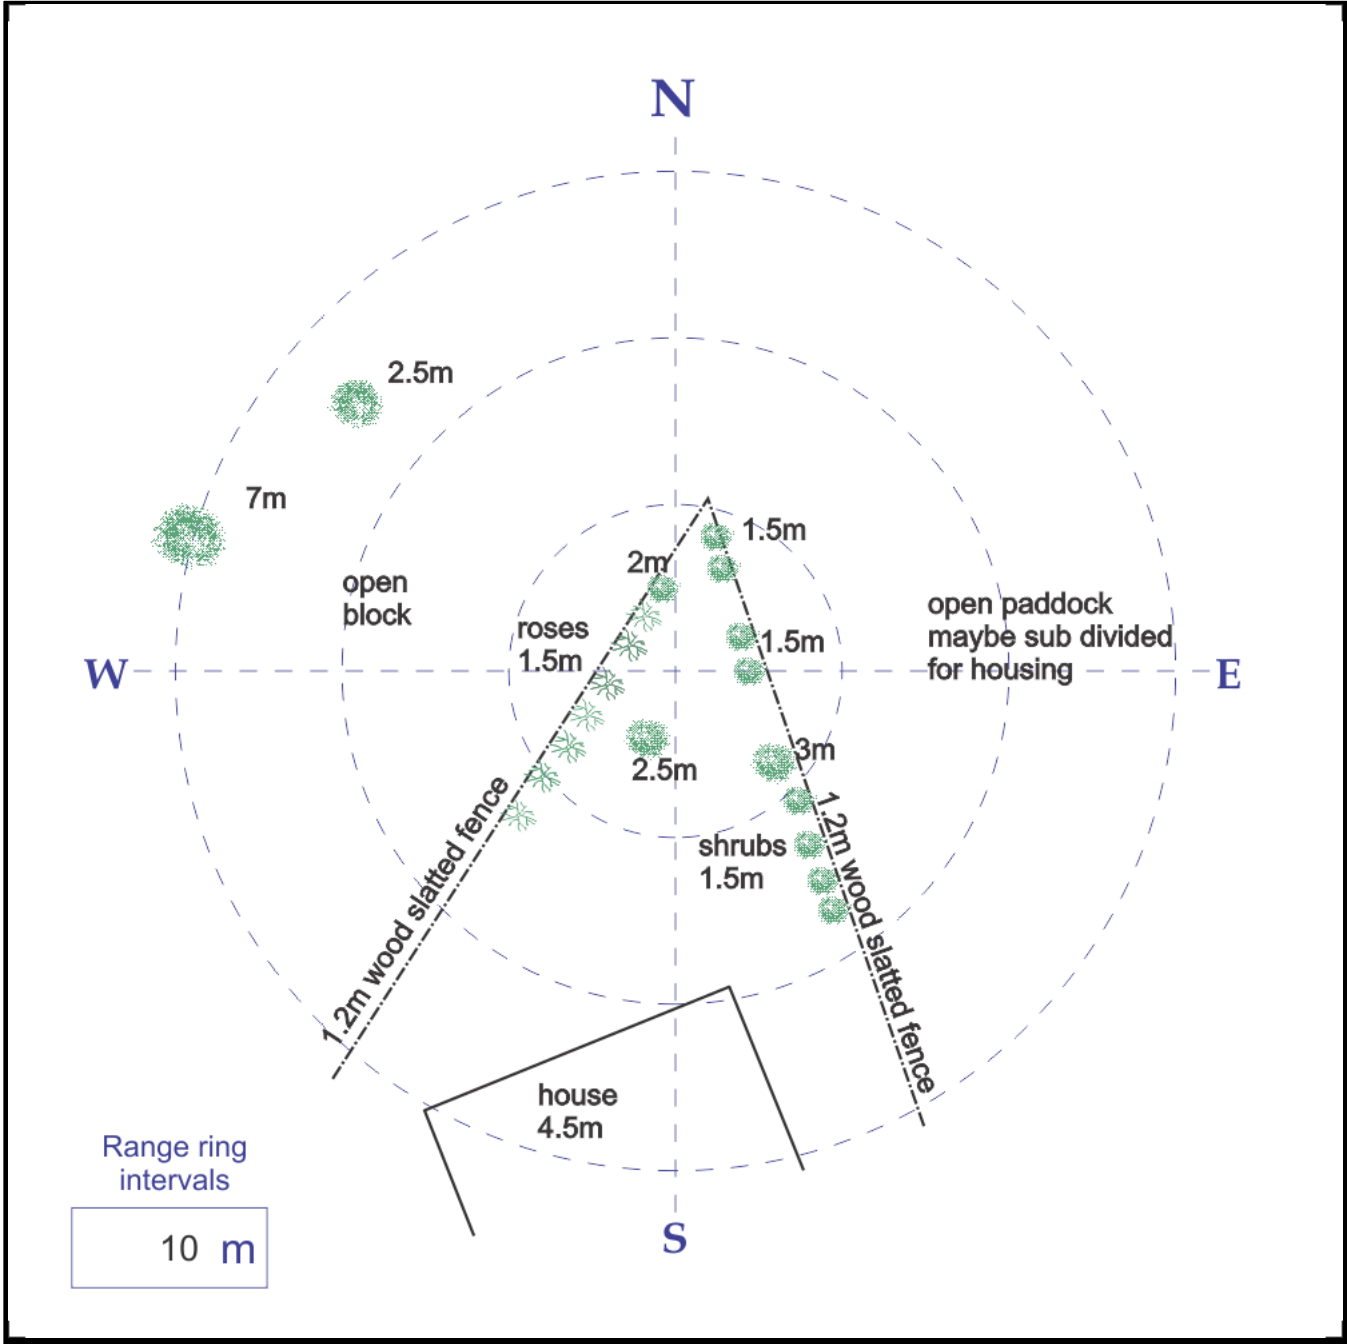 N
2.5m
7m
1.5m
2m
open
block
roses
1.5m
1.5m
open paddock
maybe sub divided
for housing
W
E
3m
2.5m
1.2m wood slatted fence
1.2m wood slatted fence
shrubs
1.5m
house
4.5m
Range ring
intervals
10 m
S